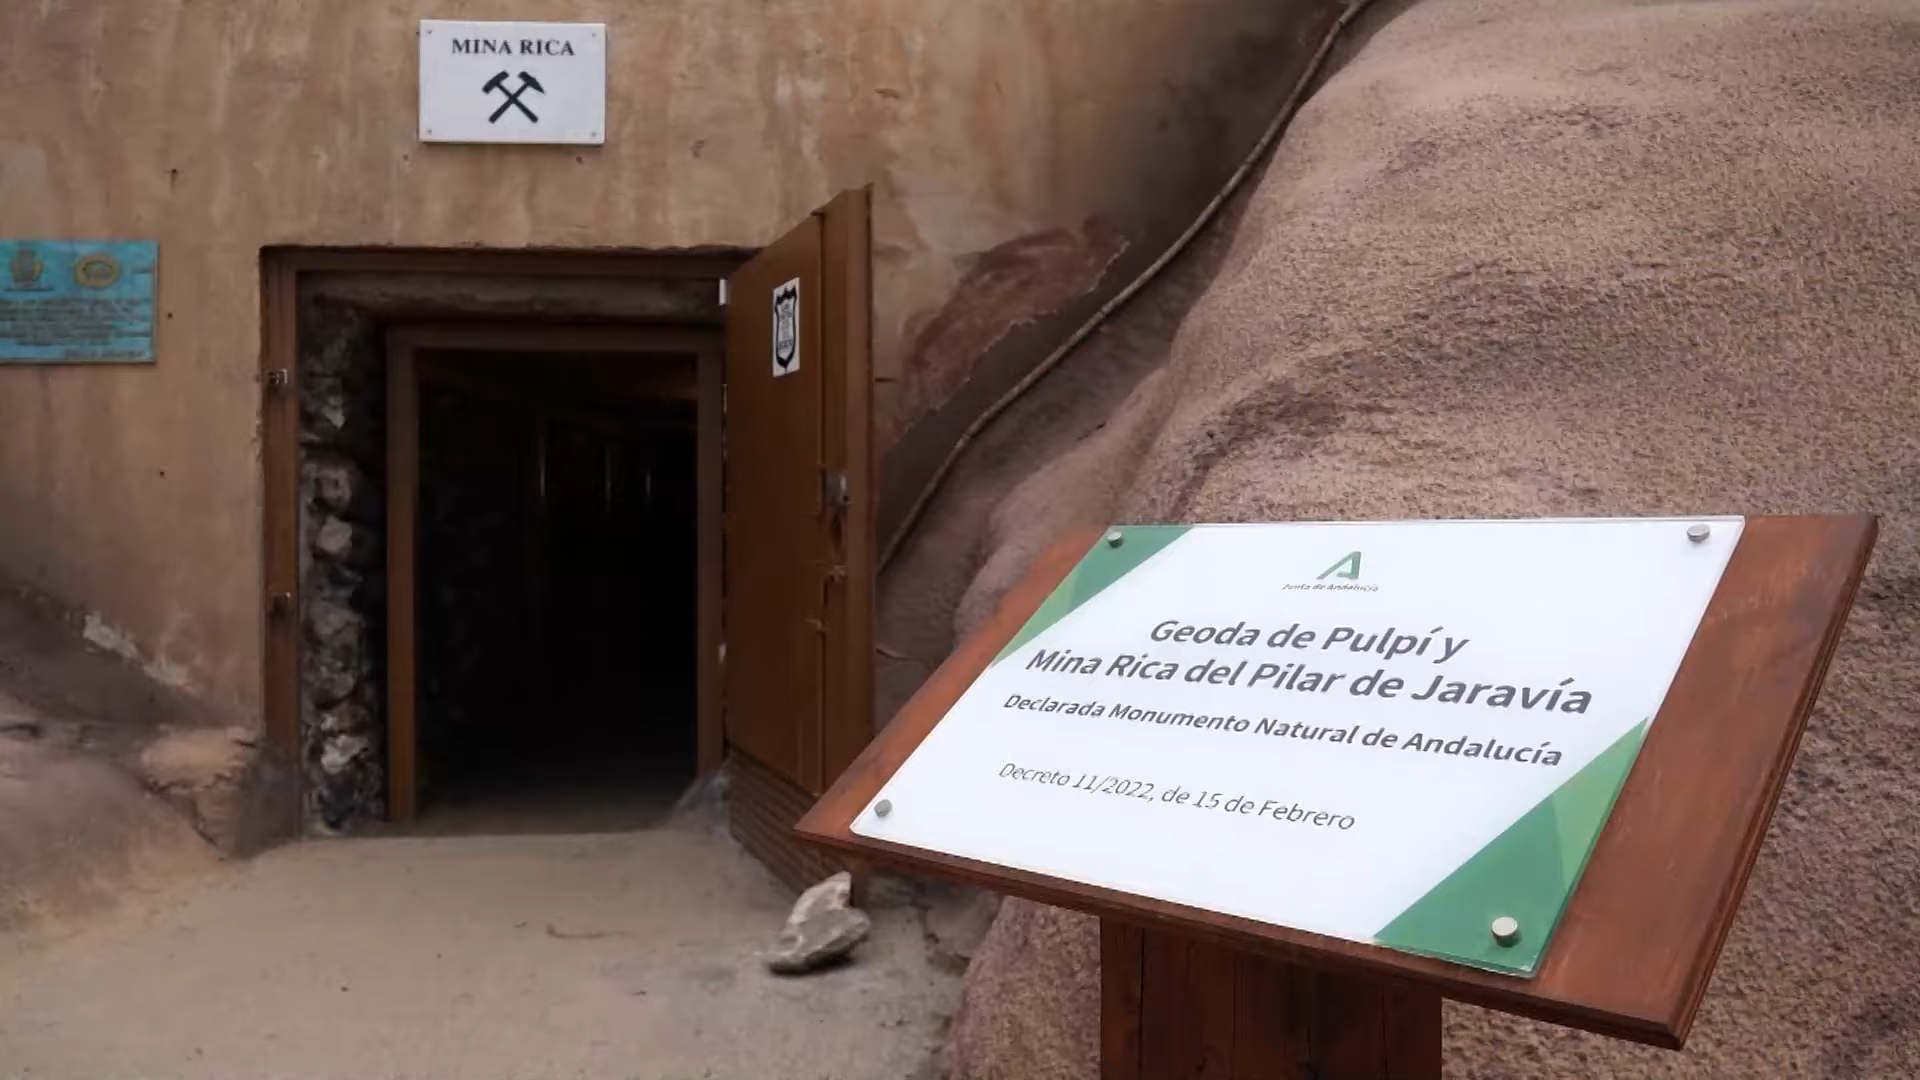 MINA RICA
Junta de Andalucía
Geoda de Pulpí y
Mina Rica del Pilar de Jaravía
Declarada Monumento Natural de Andalucía
Decreto 11/2022, de 15 de Febrero